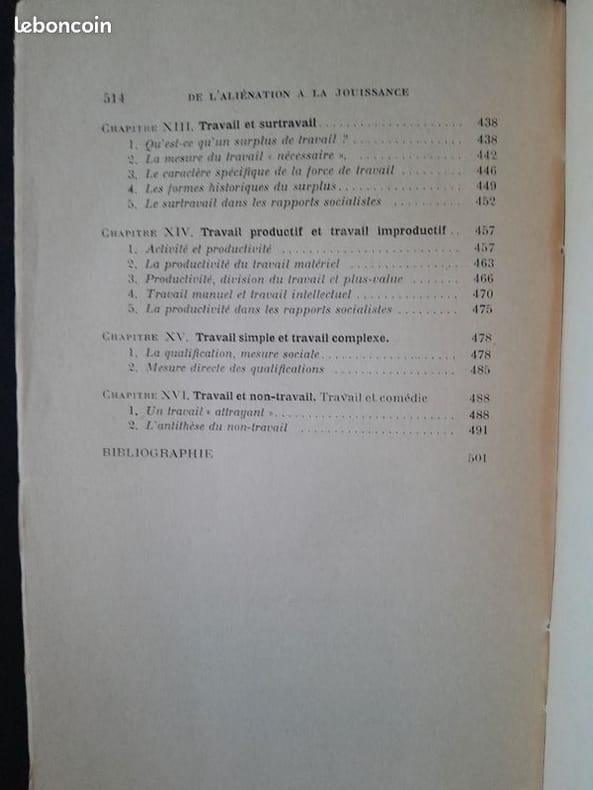 leboncoin
514 DE L'ALIÉNATION A LA JOUISSANCE
CHAPITRE XIII. Travail et surtravail.................... 438
1. Qu'est-ce qu'un surplus de travail ?................ 438
2. La mesure du travail « nécessaire ». .............. 442
3. Le caractère spécifique de la force de travail ........ 446
4. Les formes historiques du surplus.................. 449
5. Le surtravail dans les rapports socialistes .......... 452
CHAPITRE XIV. Travail productif et travail improductif .. 457
1. Activité et productivité .......................... 457
2. La productivité du travail matériel ................ 463
3. Productivité, division du travail et plus-value ........ 466
4. Travail manuel et travail intellectuel................ 470
5. La productivité dans les rapports socialistes ......... 475
CHAPITRE XV. Travail simple et travail complexe. 478
1. La qualification, mesure sociale.................... 478
2. Mesure directe des qualifications .................. 485
CHAPITRE XVI. Travail et non-travail. Travail et comédie 488
1. Un travail « attrayant »........................... 488
2. L'antithèse du non-travail ........................ 491
BIBLIOGRAPHIE 501